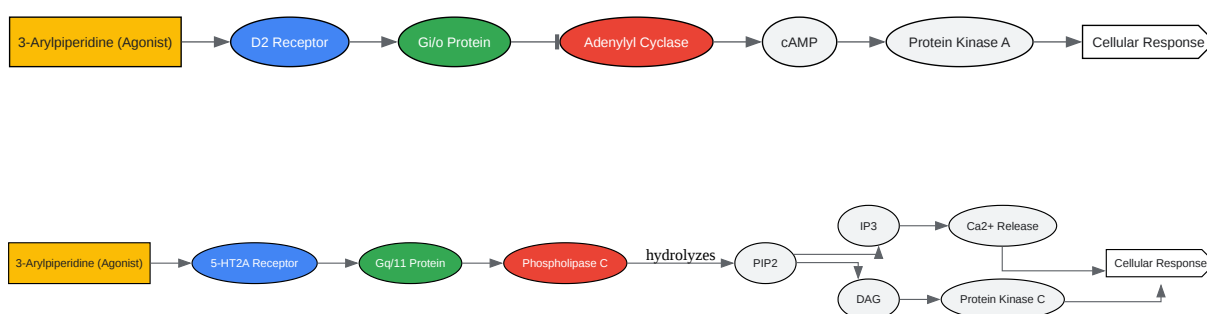 3-Arylpiperidine (Agonist)
D2 Receptor
Gi/o Protein
Adenylyl Cyclase
cAMP
Protein Kinase A
Cellular Response
3-Arylpiperidine (Agonist)
5-HT2A Receptor
Gq/11 Protein
Phospholipase C
hydrolyzes
PIP2
IP3
Ca2+ Release
DAG
Protein Kinase C
Cellular Response